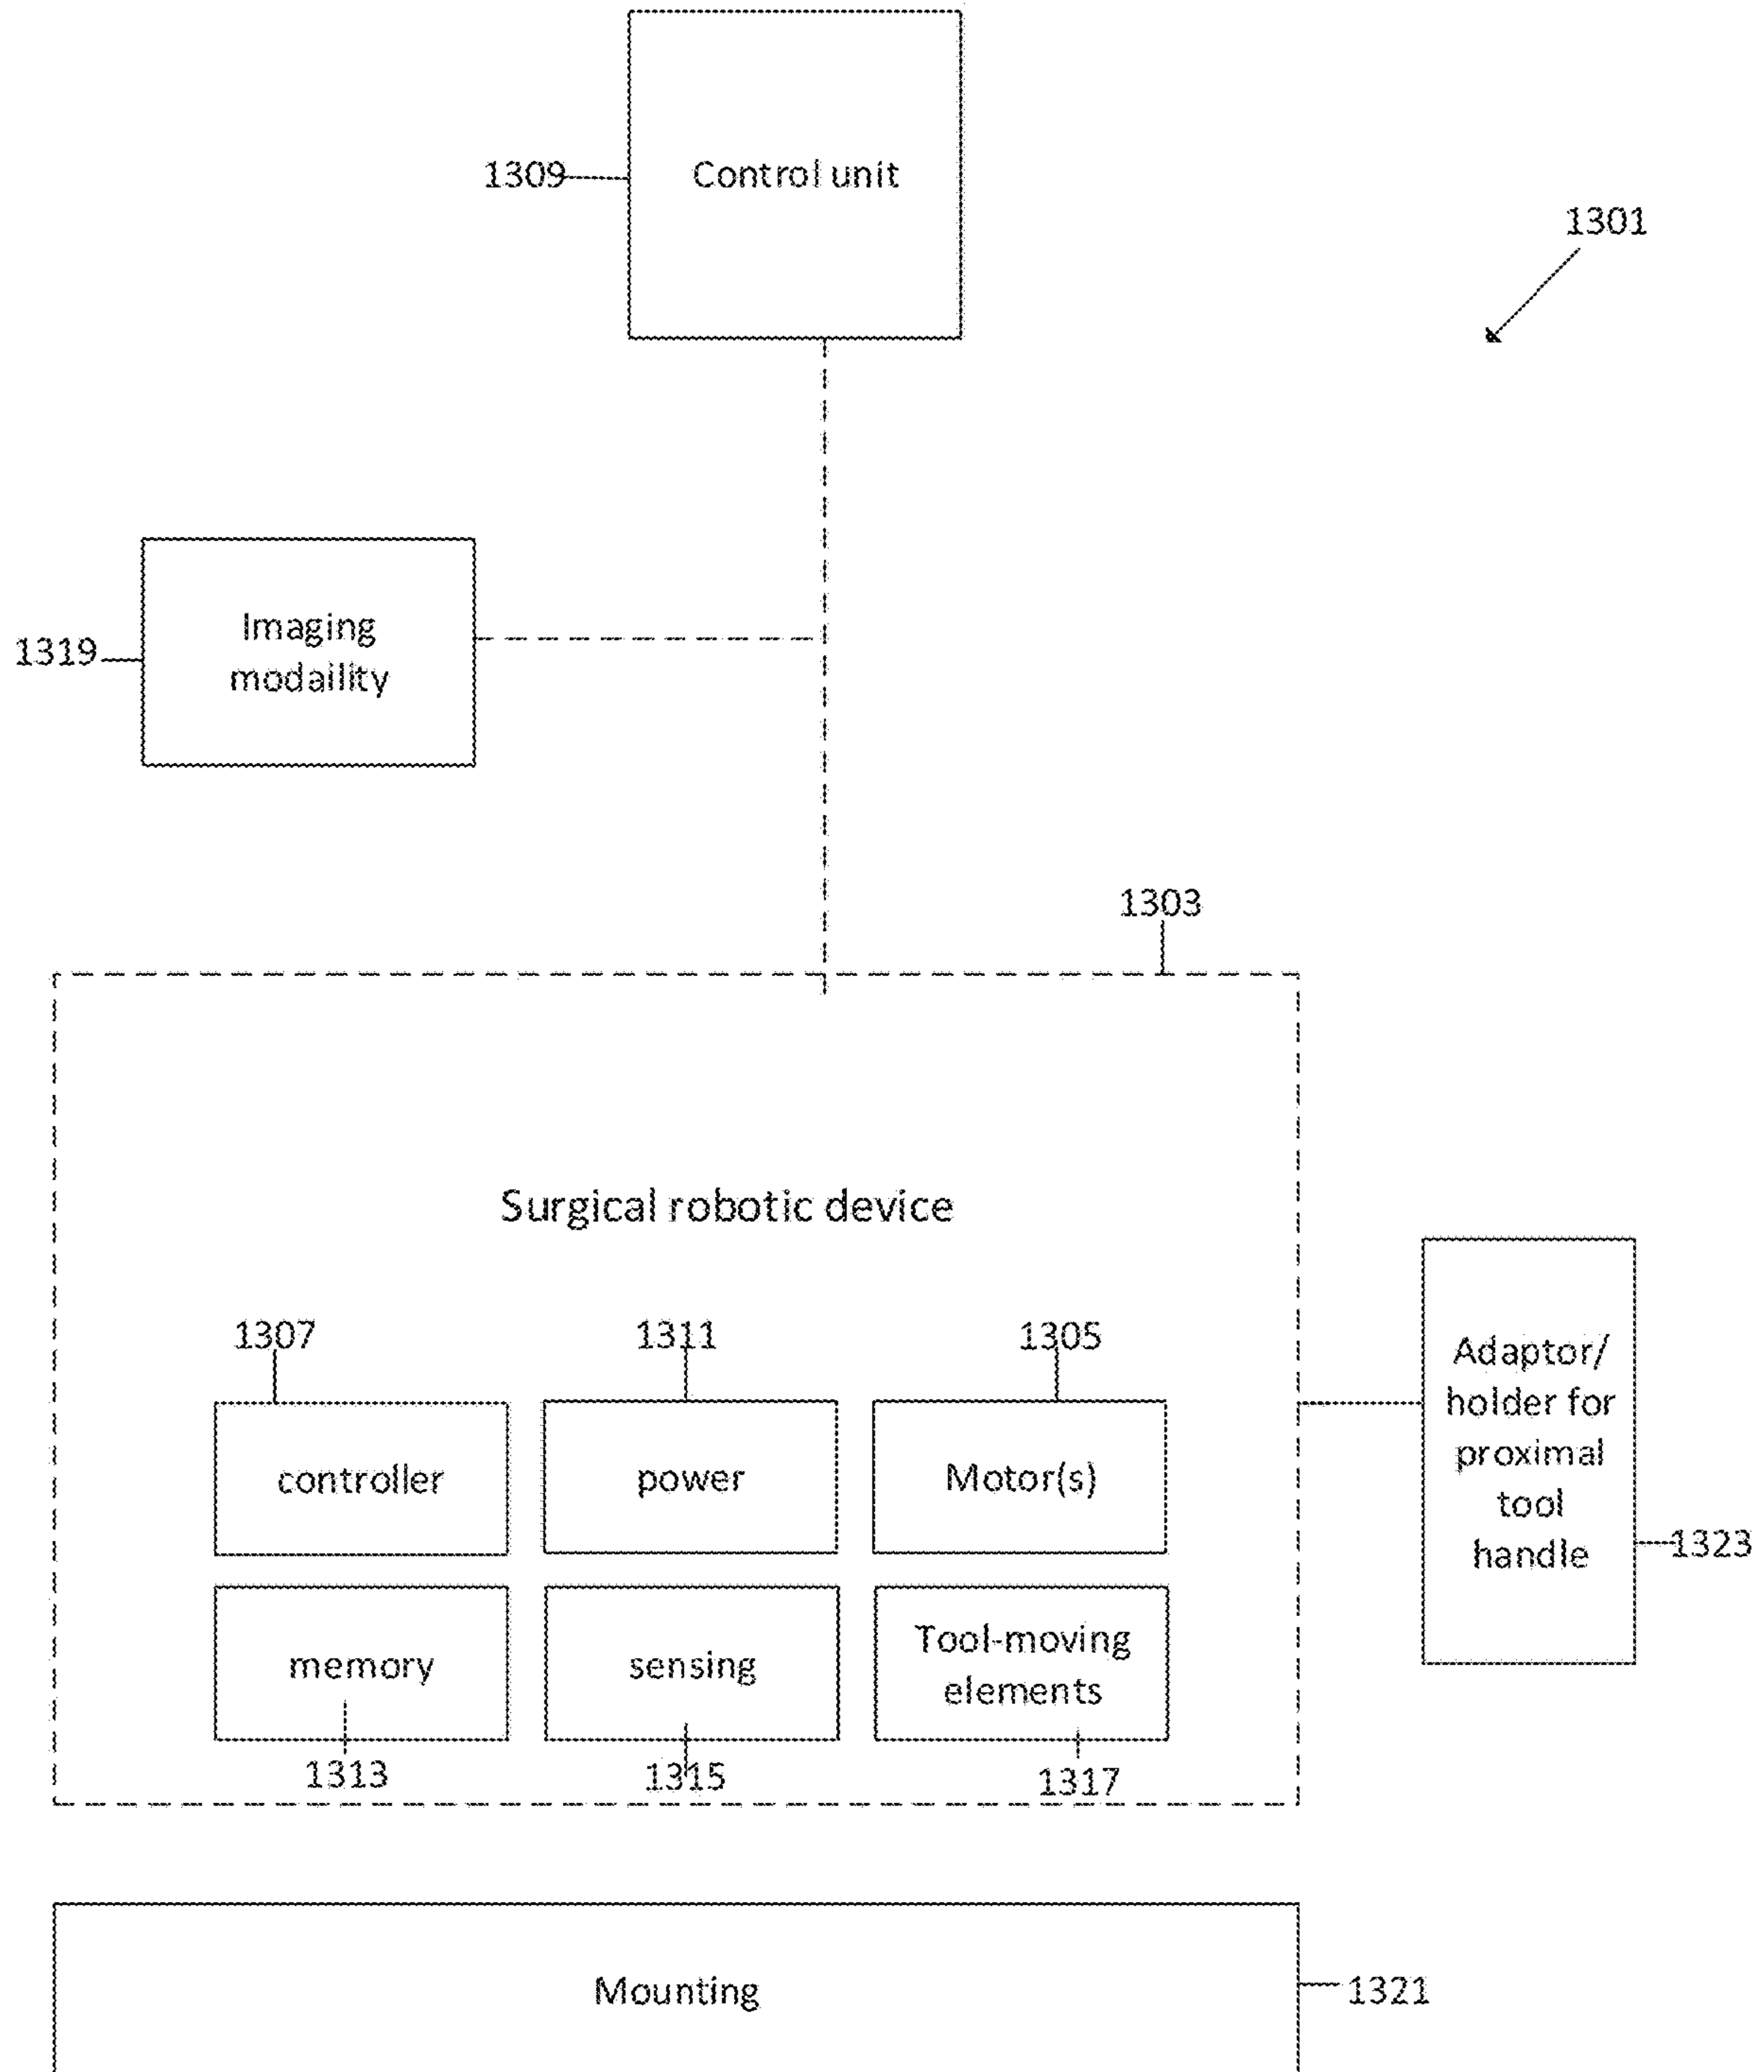 1309
Control unit
1301
Imaging
modaility
1319
1303
Surgical robotic device
1307
1311
1305
controller
power
Motor(s)
memory
sensing
Tool-moving
elements
1313
1315
1317
Adaptor/
holder for
proximal
tool
handle
1323
Mounting
1321